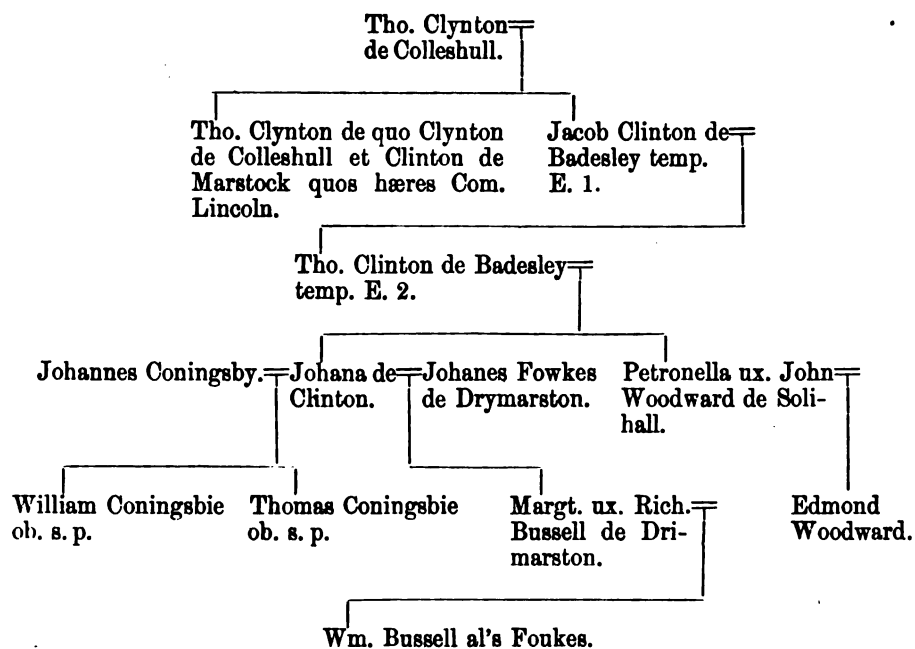 Tho. Clynton
de Colleshull.
Tho. Clynton de quo Clynton
de Colleshull et Clinton de
Marstock quos hæres Com.
Lincoln.
Jacob Clinton de
Badesley temp.
E. 1.
Tho. Clinton de Badesley
temp. E. 2.
Johannes Coningsby.
Johana de
Clinton.
Johanes Fowkes
de Drymarston.
Petronella ux. John
Woodward de Soli-
hall.
William Coningsbie
ob. s. p.
Thomas Coningsbie
ob. s. p.
Margt. ux. Rich.
Bussell de Dri-
marston.
Edmond
Woodward.
Wm. Bussell al's Foukes.